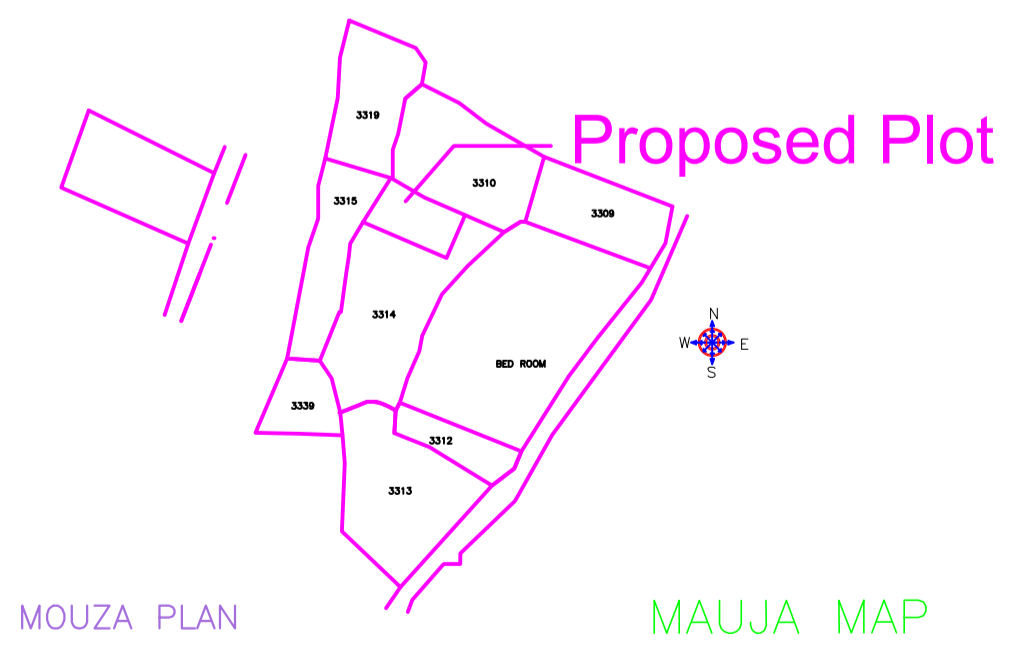 3319
Proposed Plot
3310
3315
3309
3314
N
W E
S
BED ROOM
3339
3312
3313
MOUZA PLAN
MAUJA MAP